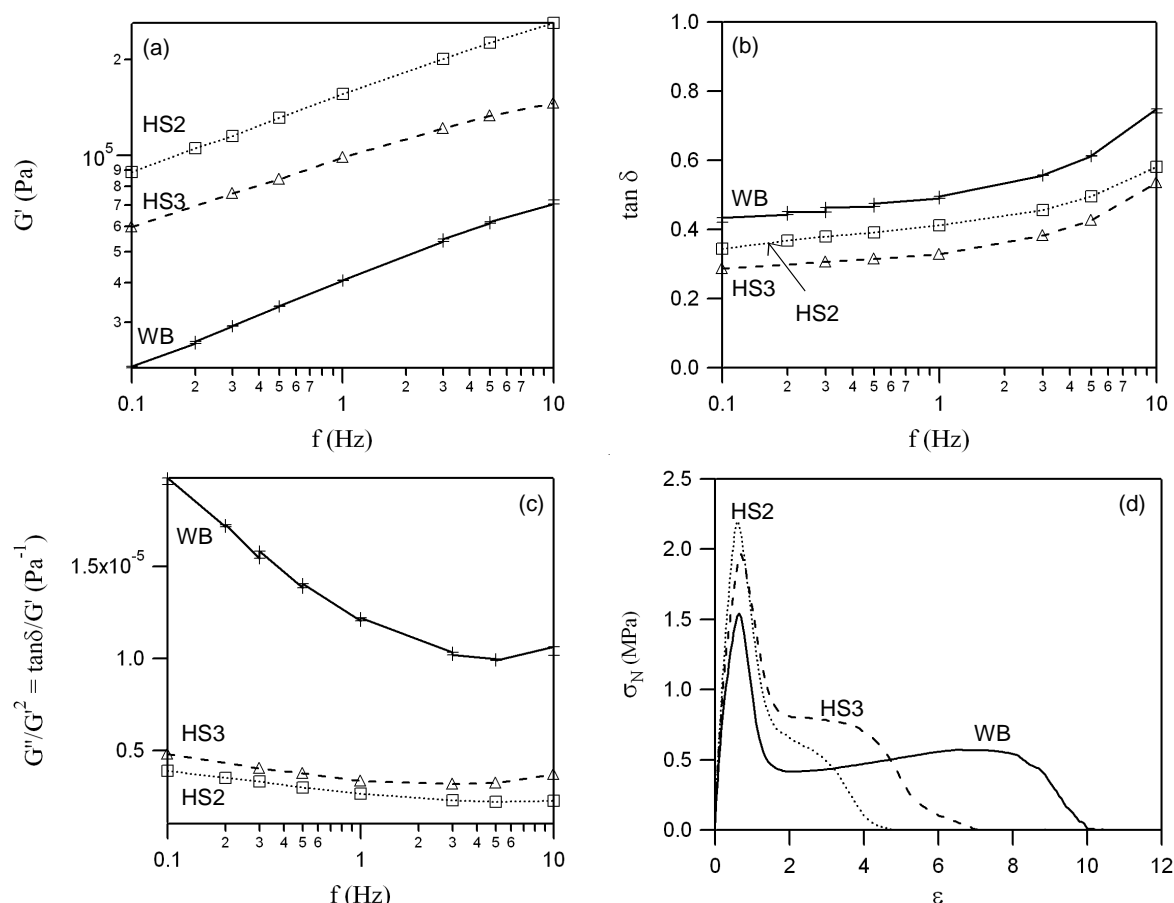 (a)
2
HS2
10^5
9
8
HS3
7
6
5
4
3
WB
G' (Pa)
2 3 4 5 6 7 2 3 4 5 6 7
0.1 1 10
f (Hz)
(b)
1.0
0.8
0.6
0.4
0.2
0.0
tan δ
WB
HS3
HS2
2 3 4 5 6 7 2 3 4 5 6 7
0.1 1 10
f (Hz)
(c)
WB
1.5x10^-5
1.0
0.5
HS3
HS2
G''/G'^2 = tanδ/G' (Pa^-1)
2 3 4 5 6 2 3 4 5 6
0.1 1 10
f (Hz)
(d)
2.5
2.0
1.5
1.0
0.5
0.0
σN (MPa)
HS2
HS3
WB
0 2 4 6 8 10 12
ε